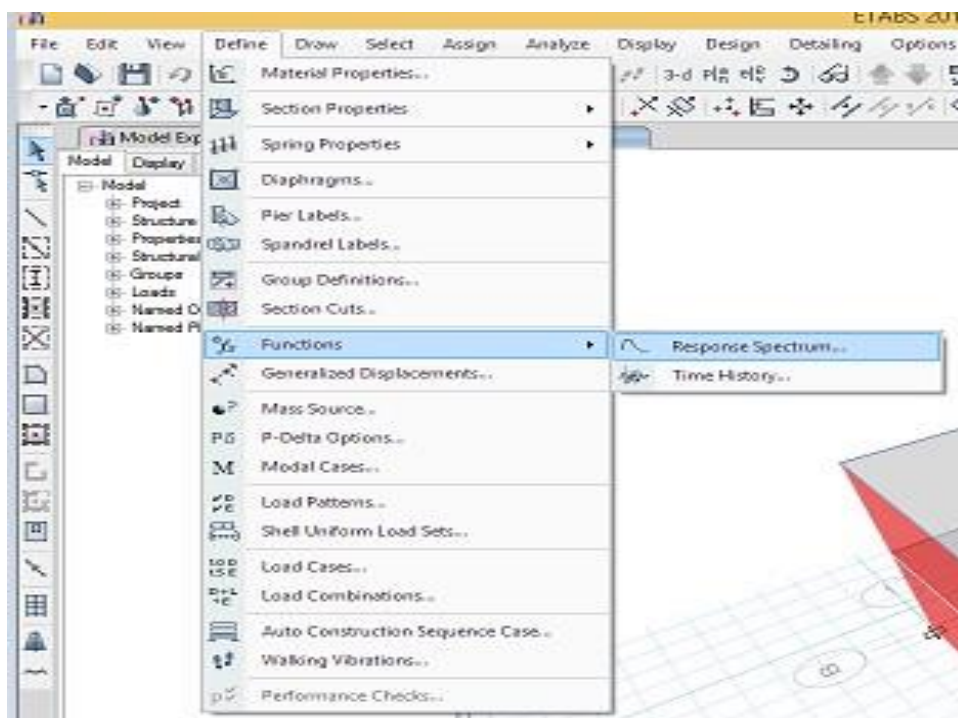 ETABS 201
File Edit View Define Draw Select Assign Analyze Display Design Detailing Options
3-d
Model Exp
Model Display
Model
Project
Structure
Properties
Structural
Groups
Loads
Named O
Named Pl
Material Properties...
Section Properties
Spring Properties
Diaphragms...
Pier Labels...
Spandrel Labels...
Group Definitions...
Section Cuts...
Functions
Response Spectrum...
Generalized Displacements...
Time History...
Mass Source...
P-Delta Options...
M Modal Cases...
Load Patterns...
Shell Uniform Load Sets...
Load Cases...
Load Combinations...
Auto Construction Sequence Case...
Walking Vibrations...
Performance Checks...
B